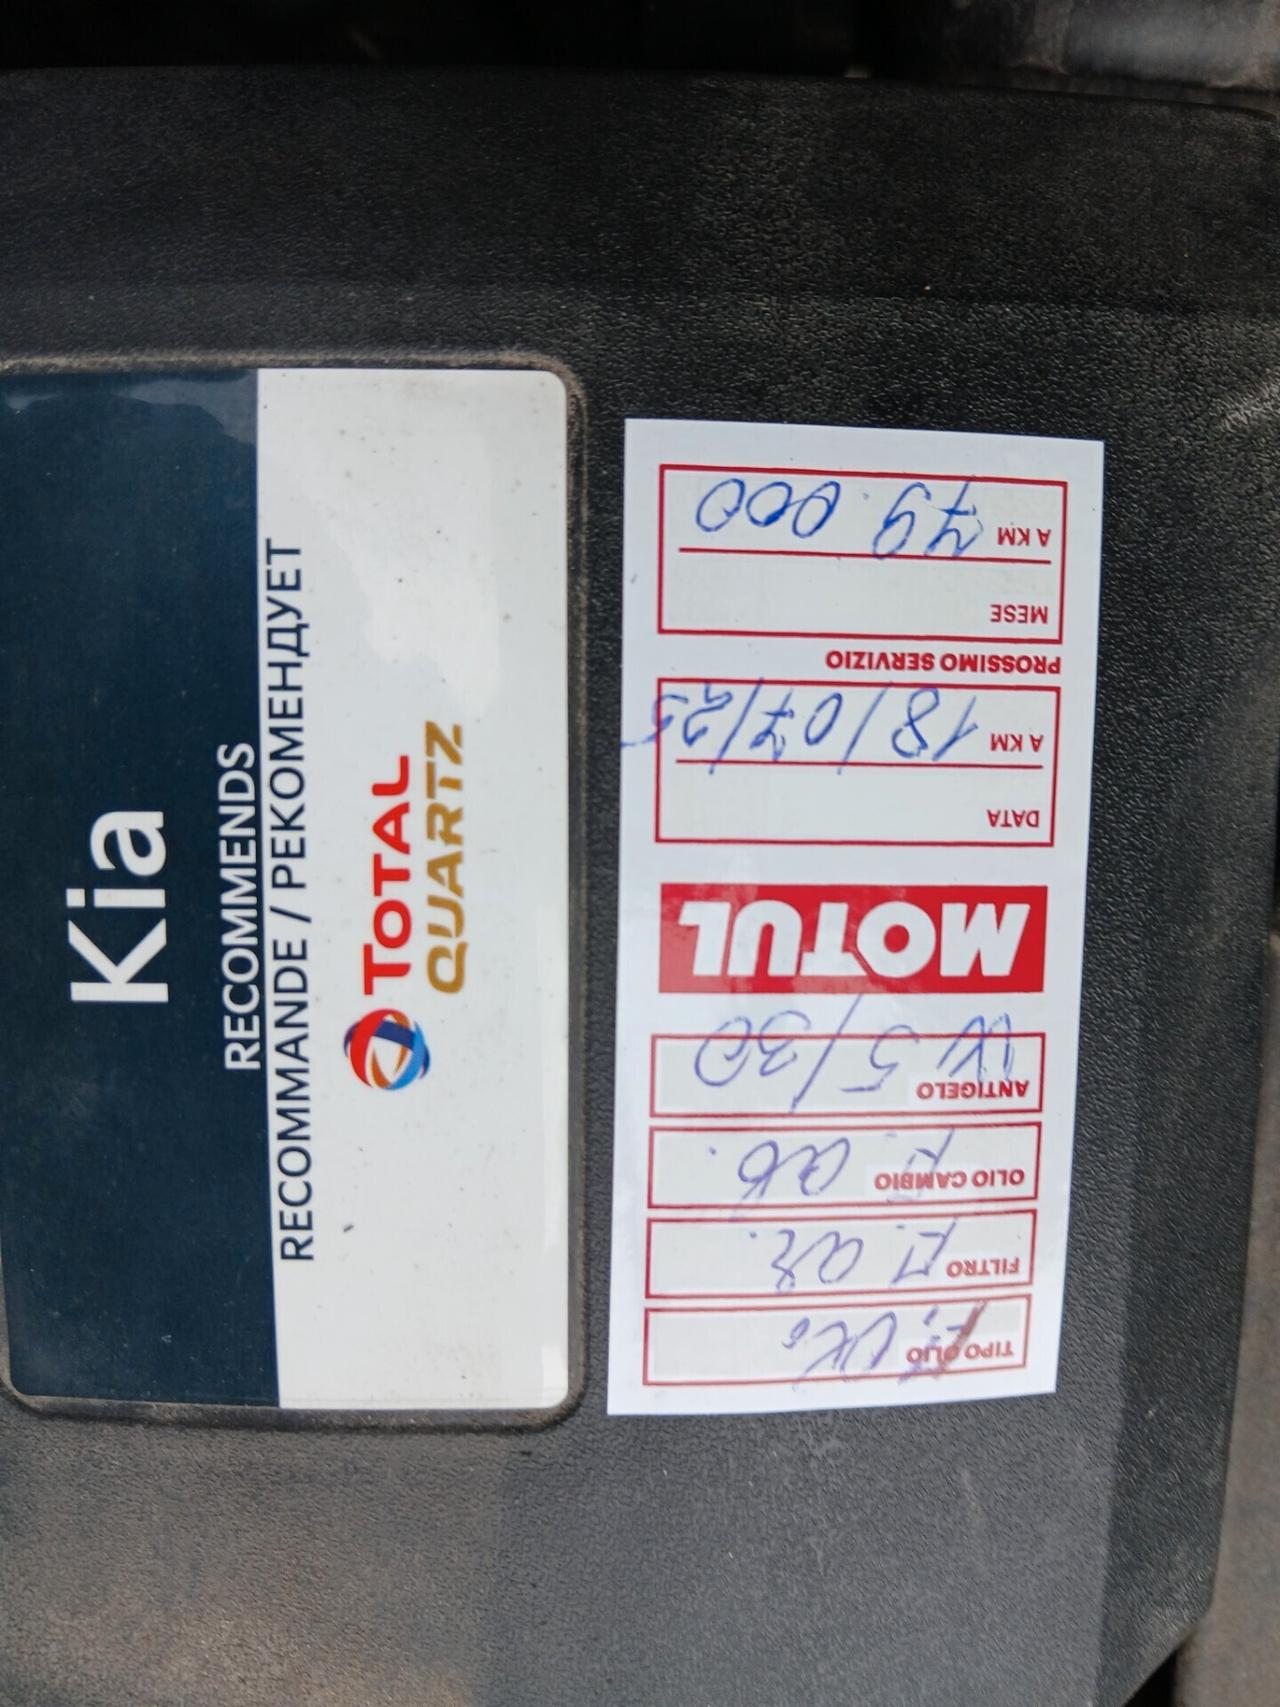 Kia
RECOMMENDS
RECOMMANDE / РЕКОМЕНДУЕТ
TOTAL
QUARTZ
TIPO OLIO
FILTRO
OLIO CAMBIO
ANTIGELO 5/30
MOTUL
DATA
A KM 18/07/25
PROSSIMO SERVIZIO
MESE
A KM 79.000